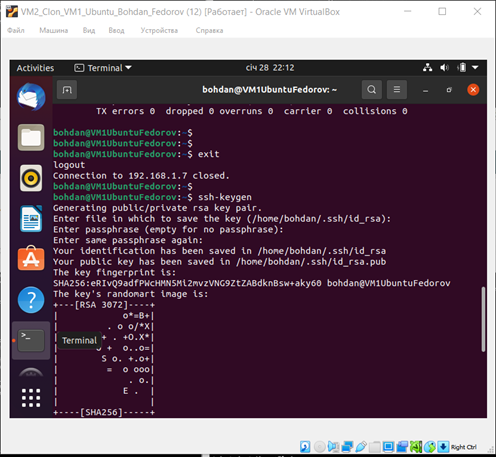 VM2_Clon_VM1_Ubuntu_Bohdan_Fedorov (12) [Работает] - Oracle VM VirtualBox
Файл Машина Вид Ввод Устройства Справка
Activities Terminal січ 28 22:12
bohdan@VM1UbuntuFedorov: ~
TX errors 0 dropped 0 overruns 0 carrier 0 collisions 0
bohdan@VM1UbuntuFedorov:~$
bohdan@VM1UbuntuFedorov:~$
bohdan@VM1UbuntuFedorov:~$ exit
logout
Connection to 192.168.1.7 closed.
bohdan@VM1UbuntuFedorov:~$
bohdan@VM1UbuntuFedorov:~$ ssh-keygen
Generating public/private rsa key pair.
Enter file in which to save the key (/home/bohdan/.ssh/id_rsa):
Enter passphrase (empty for no passphrase):
Enter same passphrase again:
Your identification has been saved in /home/bohdan/.ssh/id_rsa
Your public key has been saved in /home/bohdan/.ssh/id_rsa.pub
The key fingerprint is:
SHA256:eRIvQ9adfPWcHMN5Mi2mvzVNG9ZtZABdknBsw+aky60 bohdan@VM1UbuntuFedorov
The key's randomart image is:
+---[RSA 3072]----+
| o*=B+|
| . o o/*X|
+ . +O.X*|
Terminal
+ o..o=|
| S o. +.o+|
| = o ooo|
| . o.|
| E . |
| |
+----[SHA256]-----+
Right Ctrl